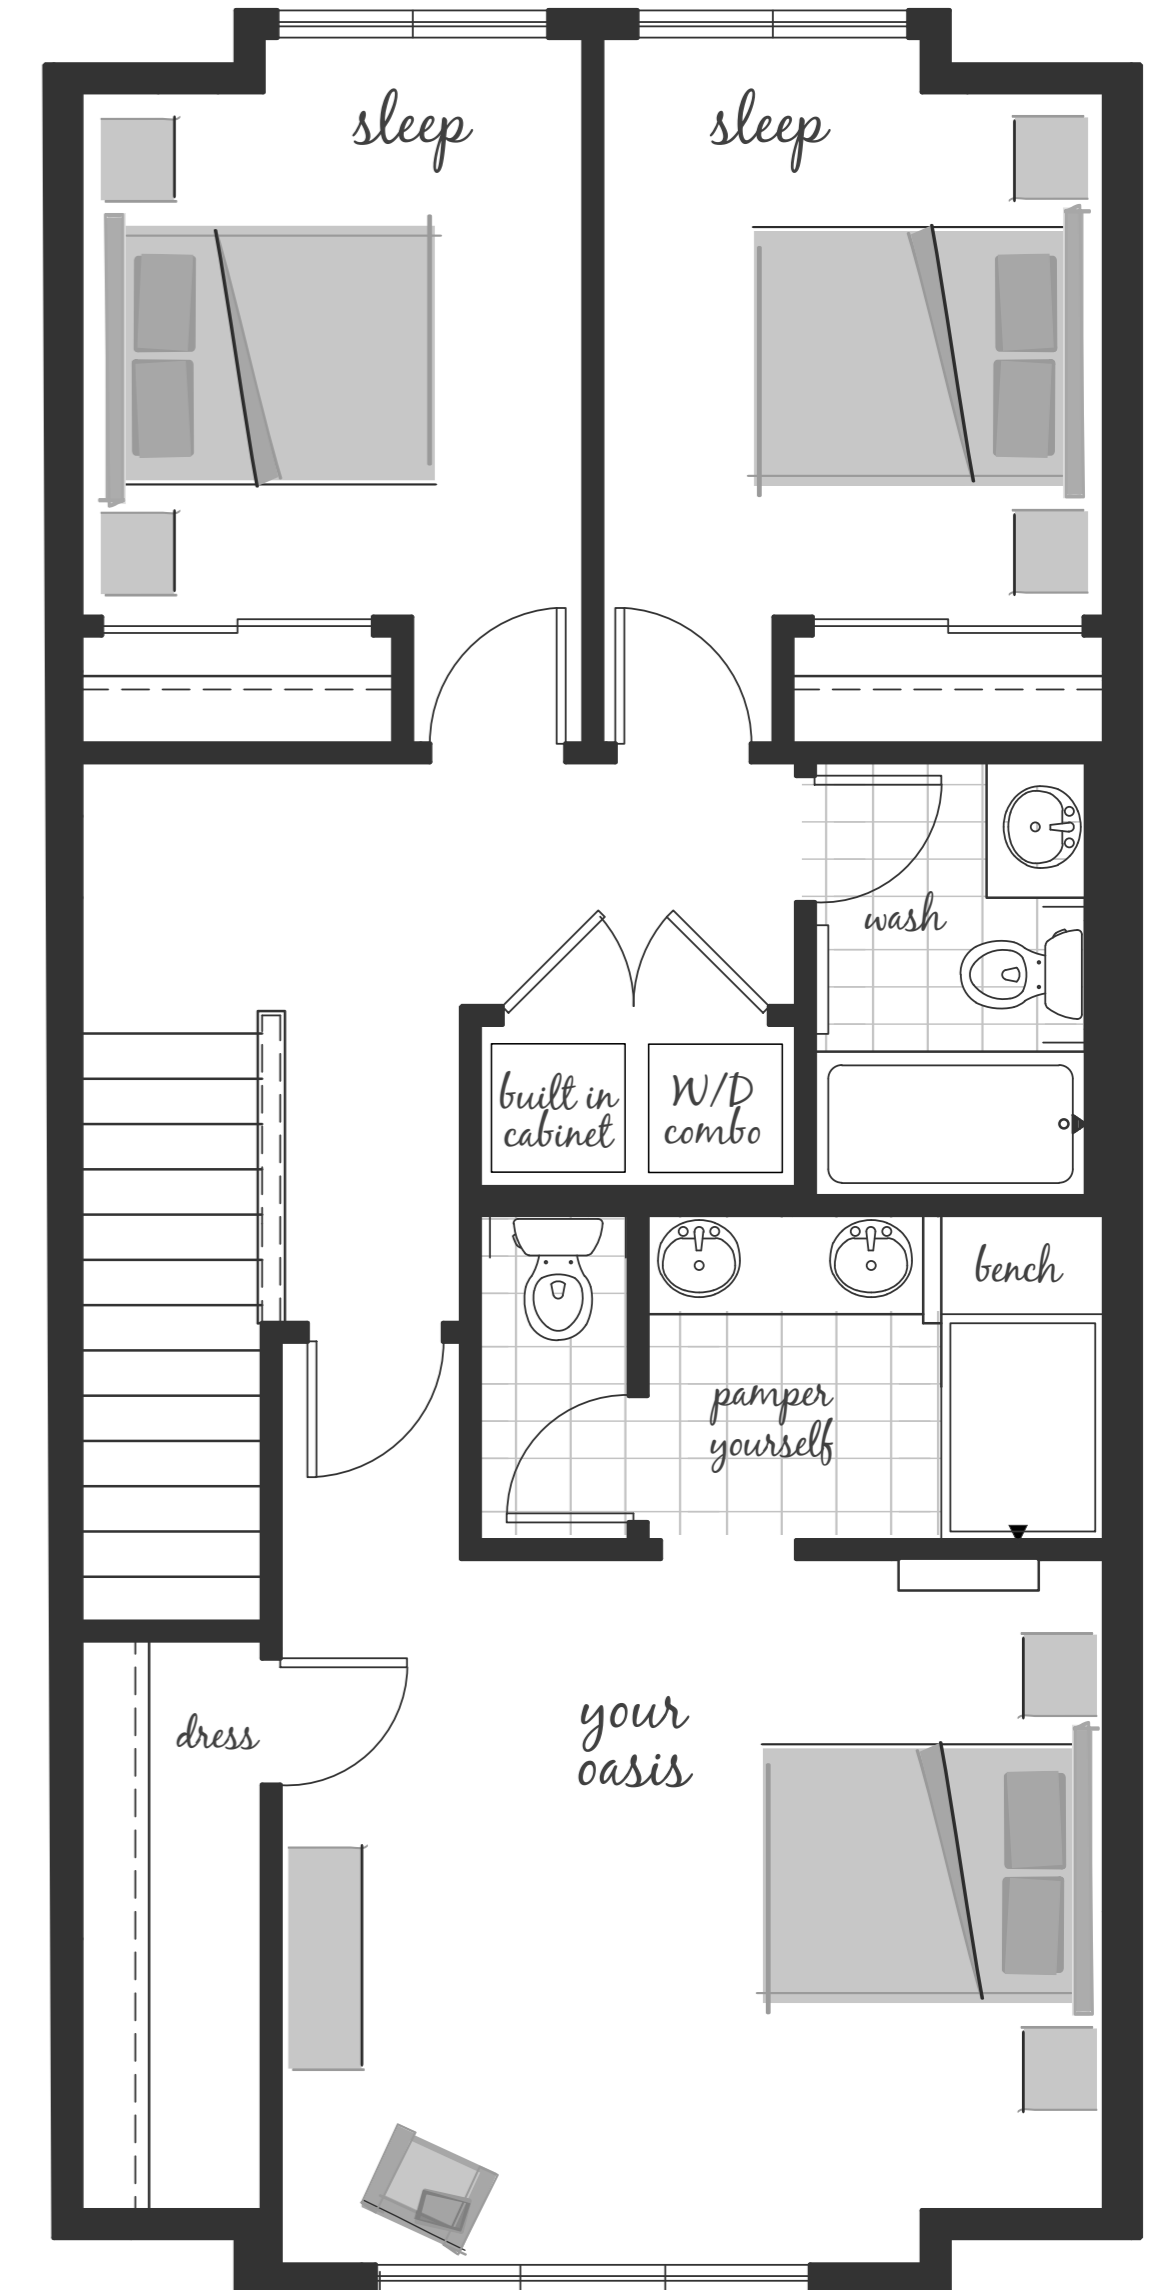 sleep
sleep
wash
built in
cabinet
W/D
combo
bench
pamper
yourself
dress
your
oasis